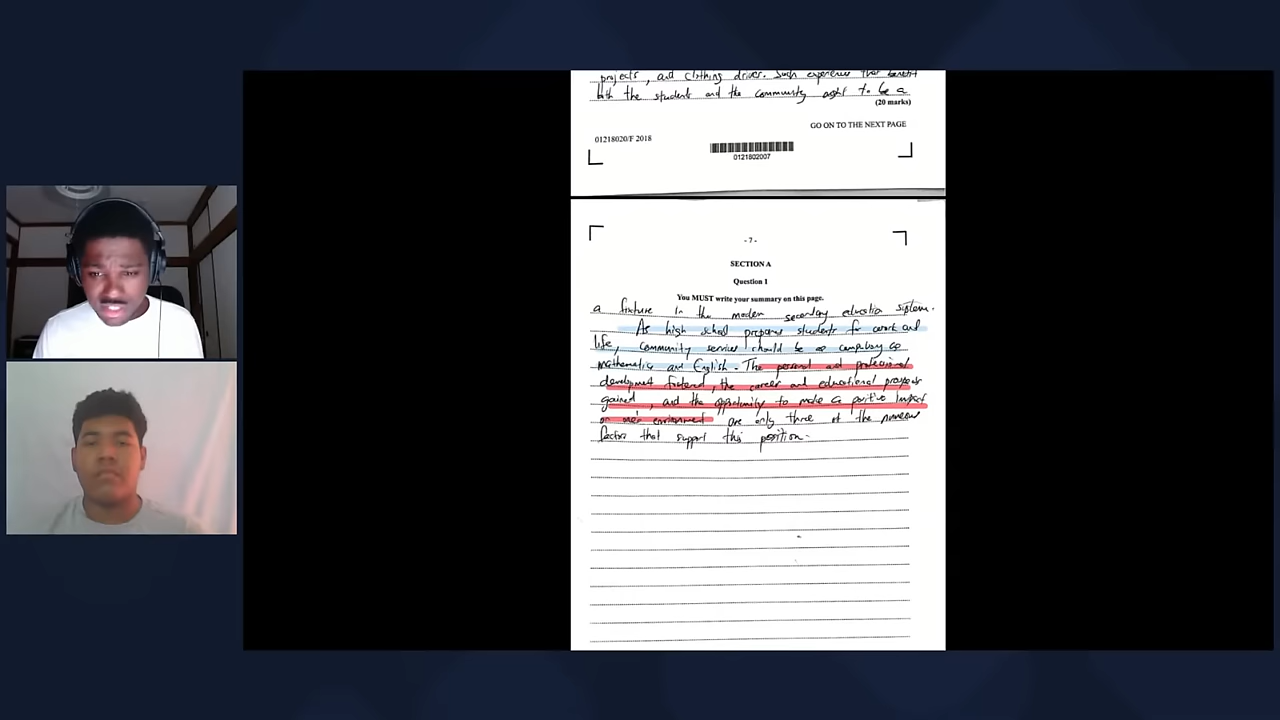 projects, and clothing drives. Such experiences that benefit
both the students and the community ought to be a
(20 marks)
GO ON TO THE NEXT PAGE
01218020/F 2018
0121802007
- 7 -
SECTION A
Question 1
You MUST write your summary on this page.
a fixture in the modern secondary education system.
As high school prepares students for work and
life, community service should be as compulsory as
mathematics and English. The personal and professional
development fostered, the career and educational prospects
gained, and the opportunity to make a positive impact
on one's environment are only three of the numerous
factors that support this position.